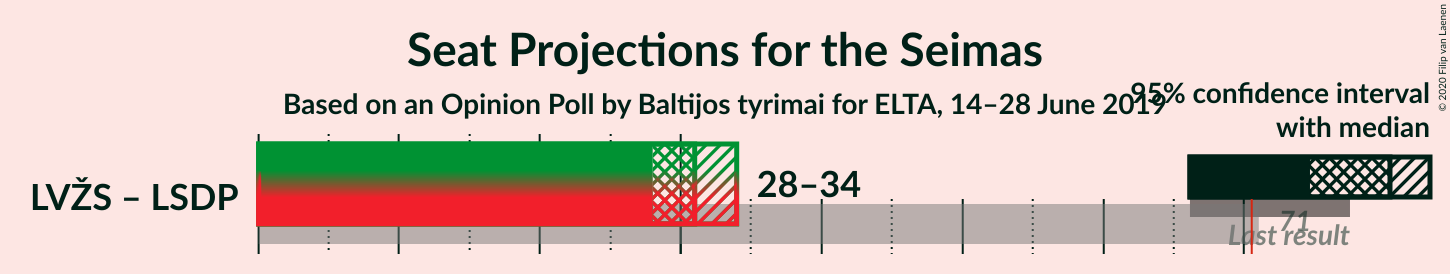 Seat Projections for the Seimas
Based on an Opinion Poll by Baltijos tyrimai for ELTA, 14–28 June 2019
95% confidence interval
with median
LVŽS – LSDP
28–34
71
Last result
© 2020 Filip van Laenen